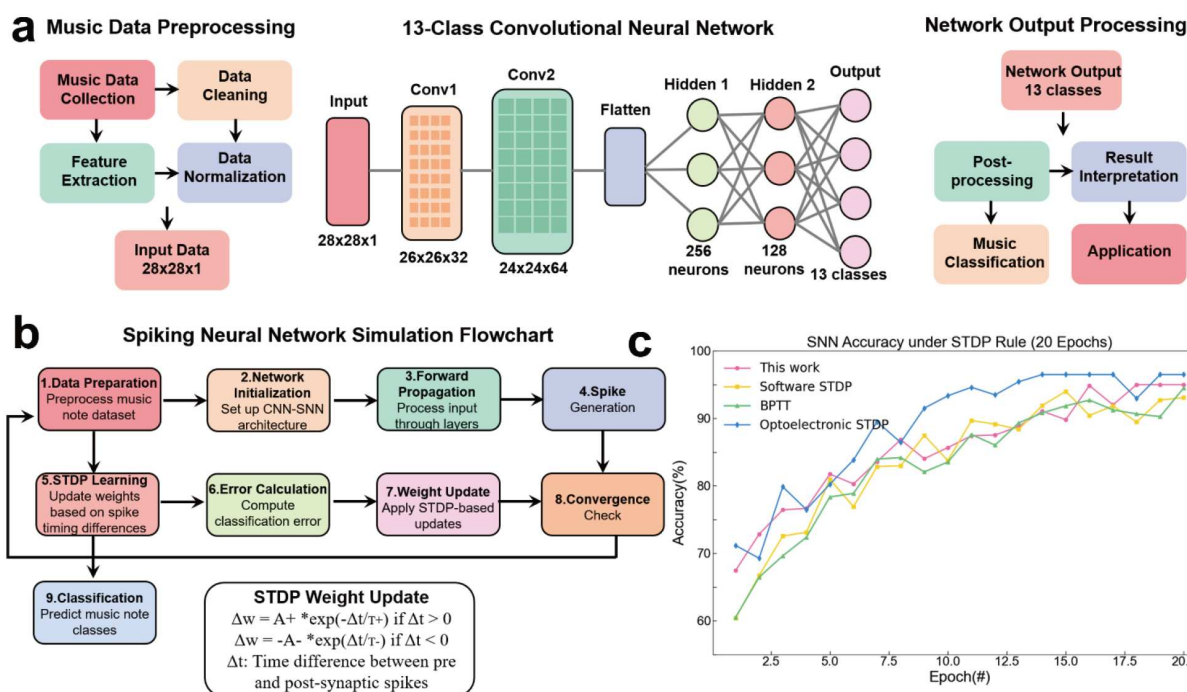 a
Music Data Preprocessing
Music Data
Collection
Data
Cleaning
Feature
Extraction
Data
Normalization
Input Data
28x28x1
13-Class Convolutional Neural Network
Input
28x28x1
Conv1
26x26x32
Conv2
24x24x64
Flatten
Hidden 1
256
neurons
Hidden 2
128
neurons
Output
13 classes
Network Output Processing
Network Output
13 classes
Post-
processing
Result
Interpretation
Music
Classification
Application
b
Spiking Neural Network Simulation Flowchart
1.Data Preparation
Preprocess music
note dataset
2.Network
Initialization
Set up CNN-SNN
architecture
3.Forward
Propagation
Process input
through layers
4.Spike
Generation
5.STDP Learning
Update weights
based on spike
timing differences
6.Error Calculation
Compute
classification error
7.Weight Update
Apply STDP-based
updates
8.Convergence
Check
9.Classification
Predict music note
classes
STDP Weight Update
Δw = A+ *exp(-Δt/τ+) if Δt > 0
Δw = -A- *exp(Δt/τ-) if Δt < 0
Δt: Time difference between pre
and post-synaptic spikes
c
SNN Accuracy under STDP Rule (20 Epochs)
This work
Software STDP
BPTT
Optoelectronic STDP
Accuracy(%)
100
90
80
70
60
2.5
5.0
7.5
10.0
12.5
15.0
17.5
20.
Epoch(#)